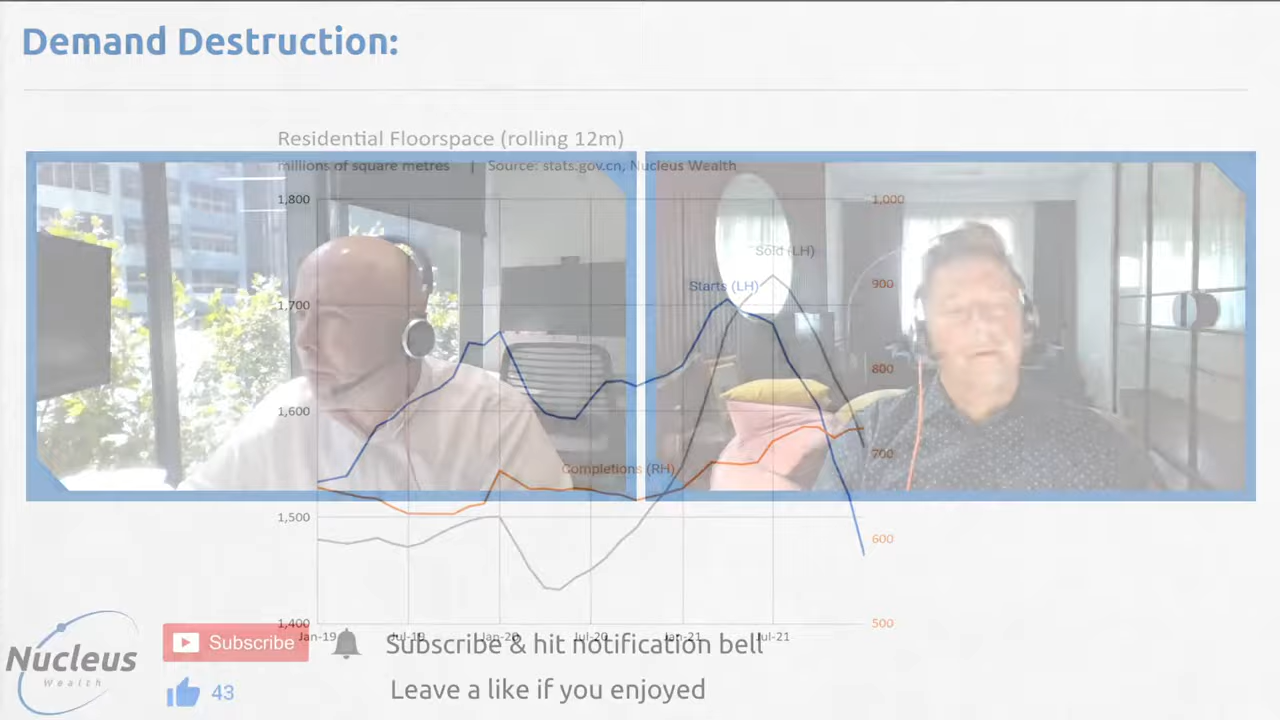 Demand Destruction:
Residential Floorspace (rolling 12m)
millions of square metres | Source: stats.gov.cn, Nucleus Wealth
1,800
1,000
Sold (LH)
Starts (LH)
900
1,700
800
1,600
700
Completions (RH)
1,500
600
1,400
500
Jan-19
Jul-19
Jan-20
Jul-20
Jan-21
Jul-21
Nucleus
Wealth
Subscribe
Subscribe & hit notification bell
43
Leave a like if you enjoyed